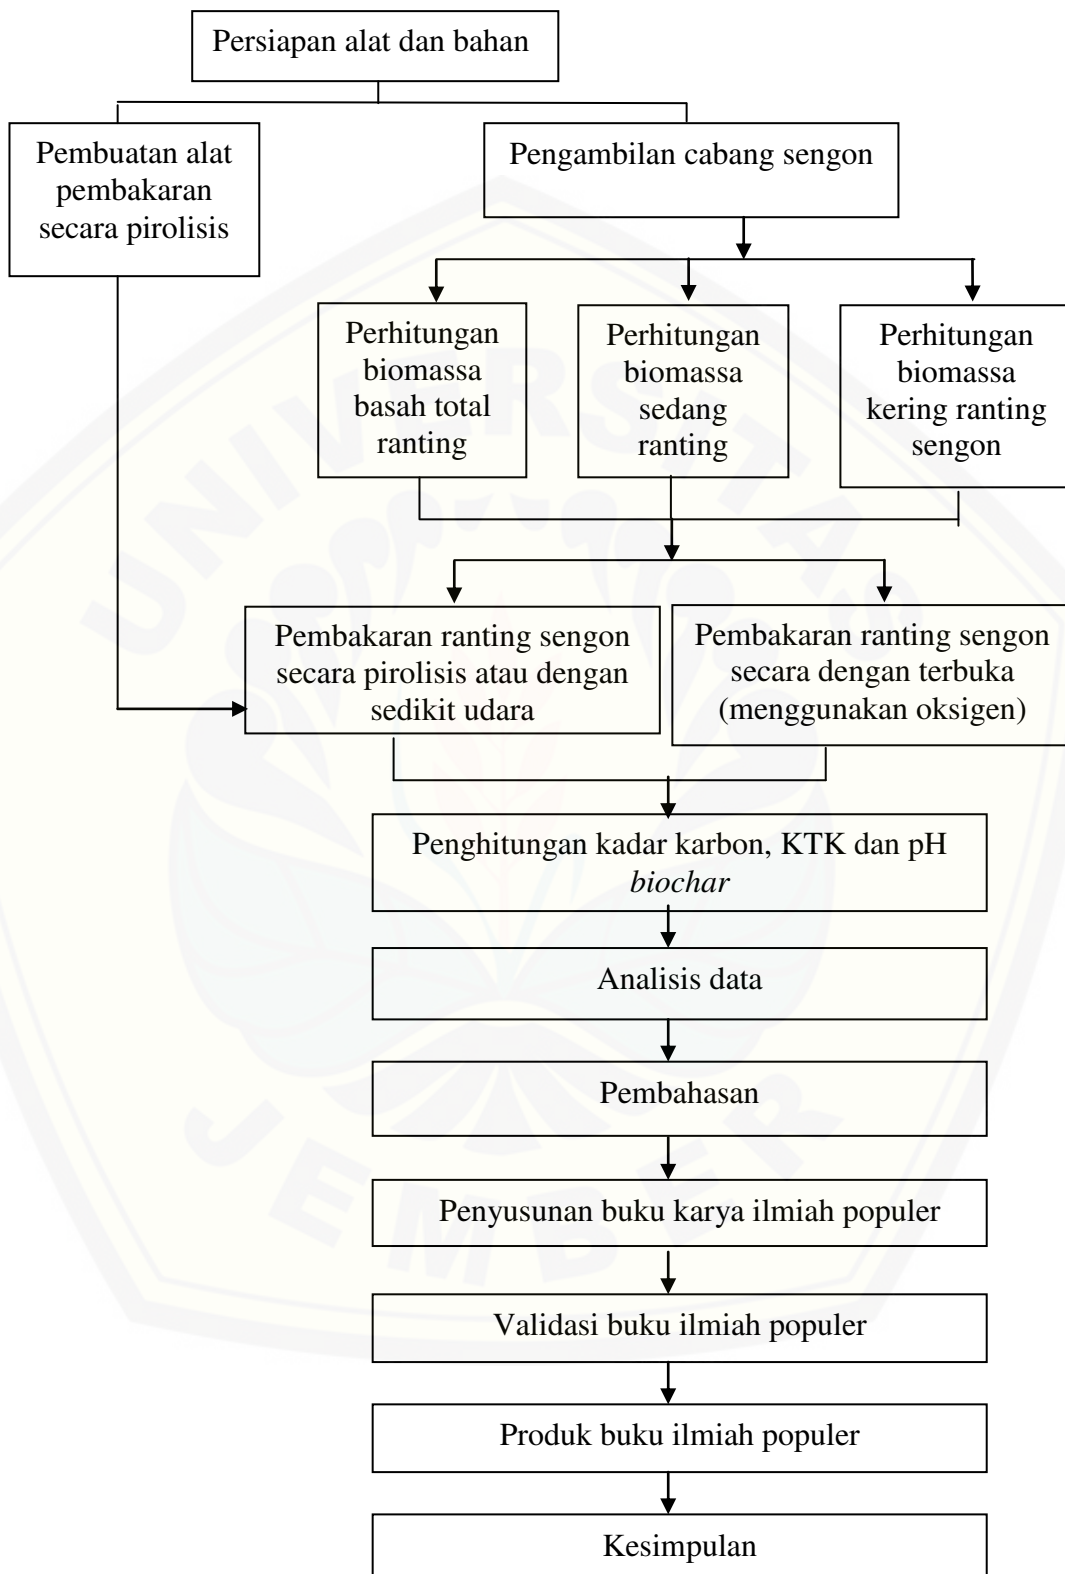 Persiapan alat dan bahan
Pembuatan alat
pembakaran
secara pirolisis
Pengambilan cabang sengon
Perhitungan
biomassa
basah total
ranting
Perhitungan
biomassa
sedang
ranting
Perhitungan
biomassa
kering ranting
sengon
Pembakaran ranting sengon
secara pirolisis atau dengan
sedikit udara
Pembakaran ranting sengon
secara dengan terbuka
(menggunakan oksigen)
Penghitungan kadar karbon, KTK dan pH
biochar
Analisis data
Pembahasan
Penyusunan buku karya ilmiah populer
Validasi buku ilmiah populer
Produk buku ilmiah populer
Kesimpulan
UNIVERSITAS
JEMBER